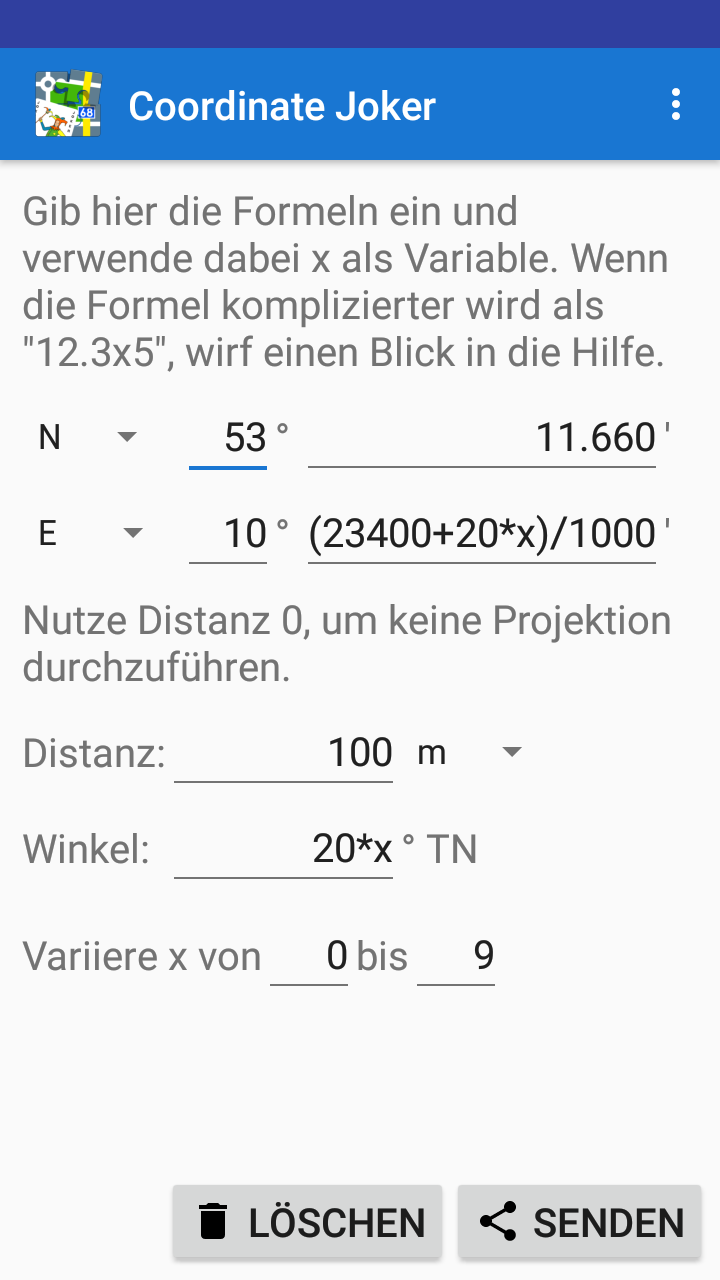 Coordinate Joker
68
Gib hier die Formeln ein und
verwende dabei x als Variable. Wenn
die Formel komplizierter wird als
"12.3x5", wirf einen Blick in die Hilfe.
N 53 ° 11.660 '
E 10 ° (23400+20*x)/1000 '
Nutze Distanz 0, um keine Projektion
durchzuführen.
Distanz: 100 m
Winkel: 20*x ° TN
Variiere x von 0 bis 9
LÖSCHEN SENDEN